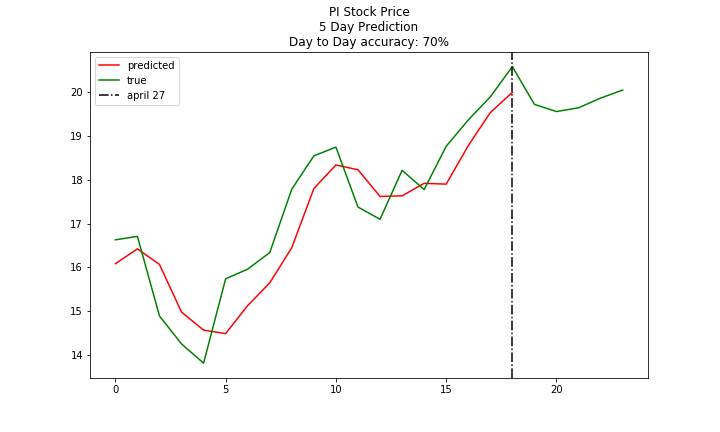 PI Stock Price
5 Day Prediction
Day to Day accuracy: 70%
predicted
true
april 27
20
19
18
17
16
15
14
0
5
10
15
20